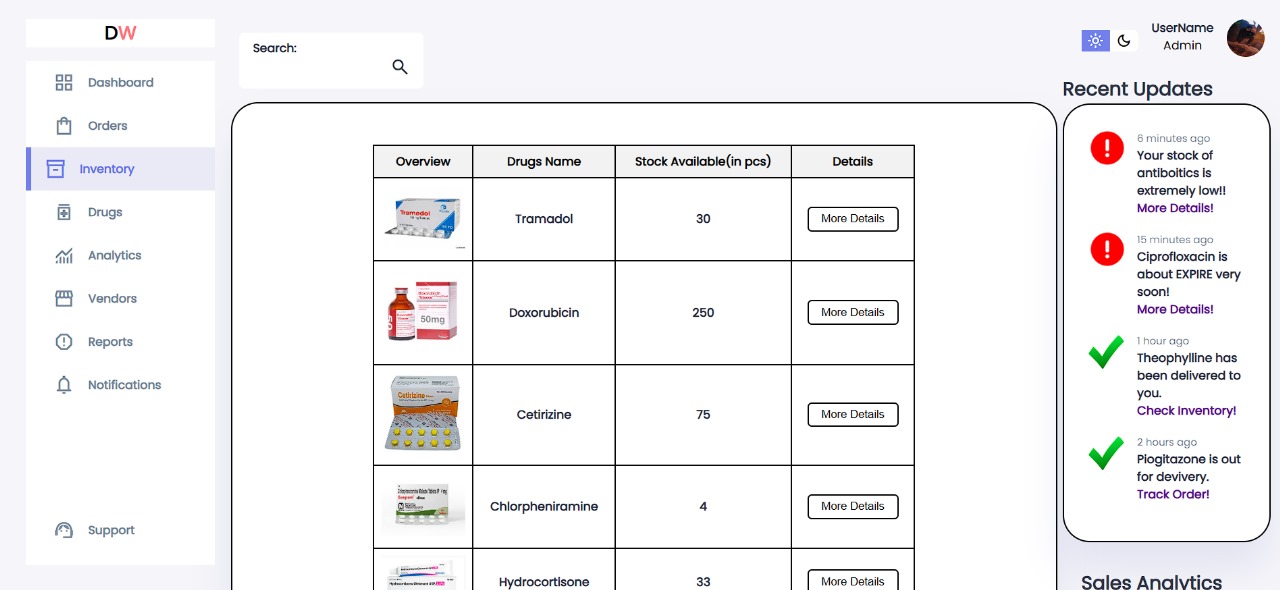 DW
Dashboard
Orders
Inventory
Drugs
Analytics
Vendors
Reports
Notifications
Support
Search:
Overview Drugs Name Stock Available(in pcs) Details
Tramadol
Tramadol 30 More Details
Doxorubicin
50mg
Doxorubicin 250 More Details
Cetirizine
Cetirizine 75 More Details
Chlorpheniramine 4 More Details
Hydrocortisone 33 More Details
UserName
Admin
Recent Updates
6 minutes ago
Your stock of
antiboitics is
extremely low!!
More Details!
15 minutes ago
Ciprofloxacin is
about EXPIRE very
soon!
More Details!
1 hour ago
Theophylline has
been delivered to
you.
Check Inventory!
2 hours ago
Piogitazone is out
for devivery.
Track Order!
Sales Analytics